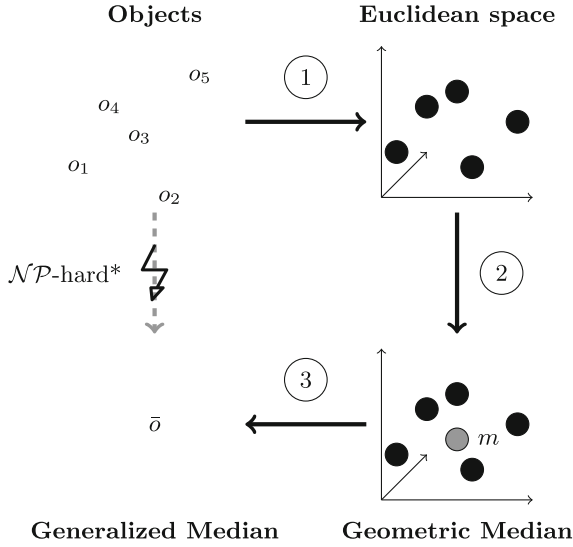 Objects
Euclidean space
o₅
o₄
o₃
o₁
o₂
1
𝒩𝒫-hard*
2
3
ō
m
Generalized Median
Geometric Median